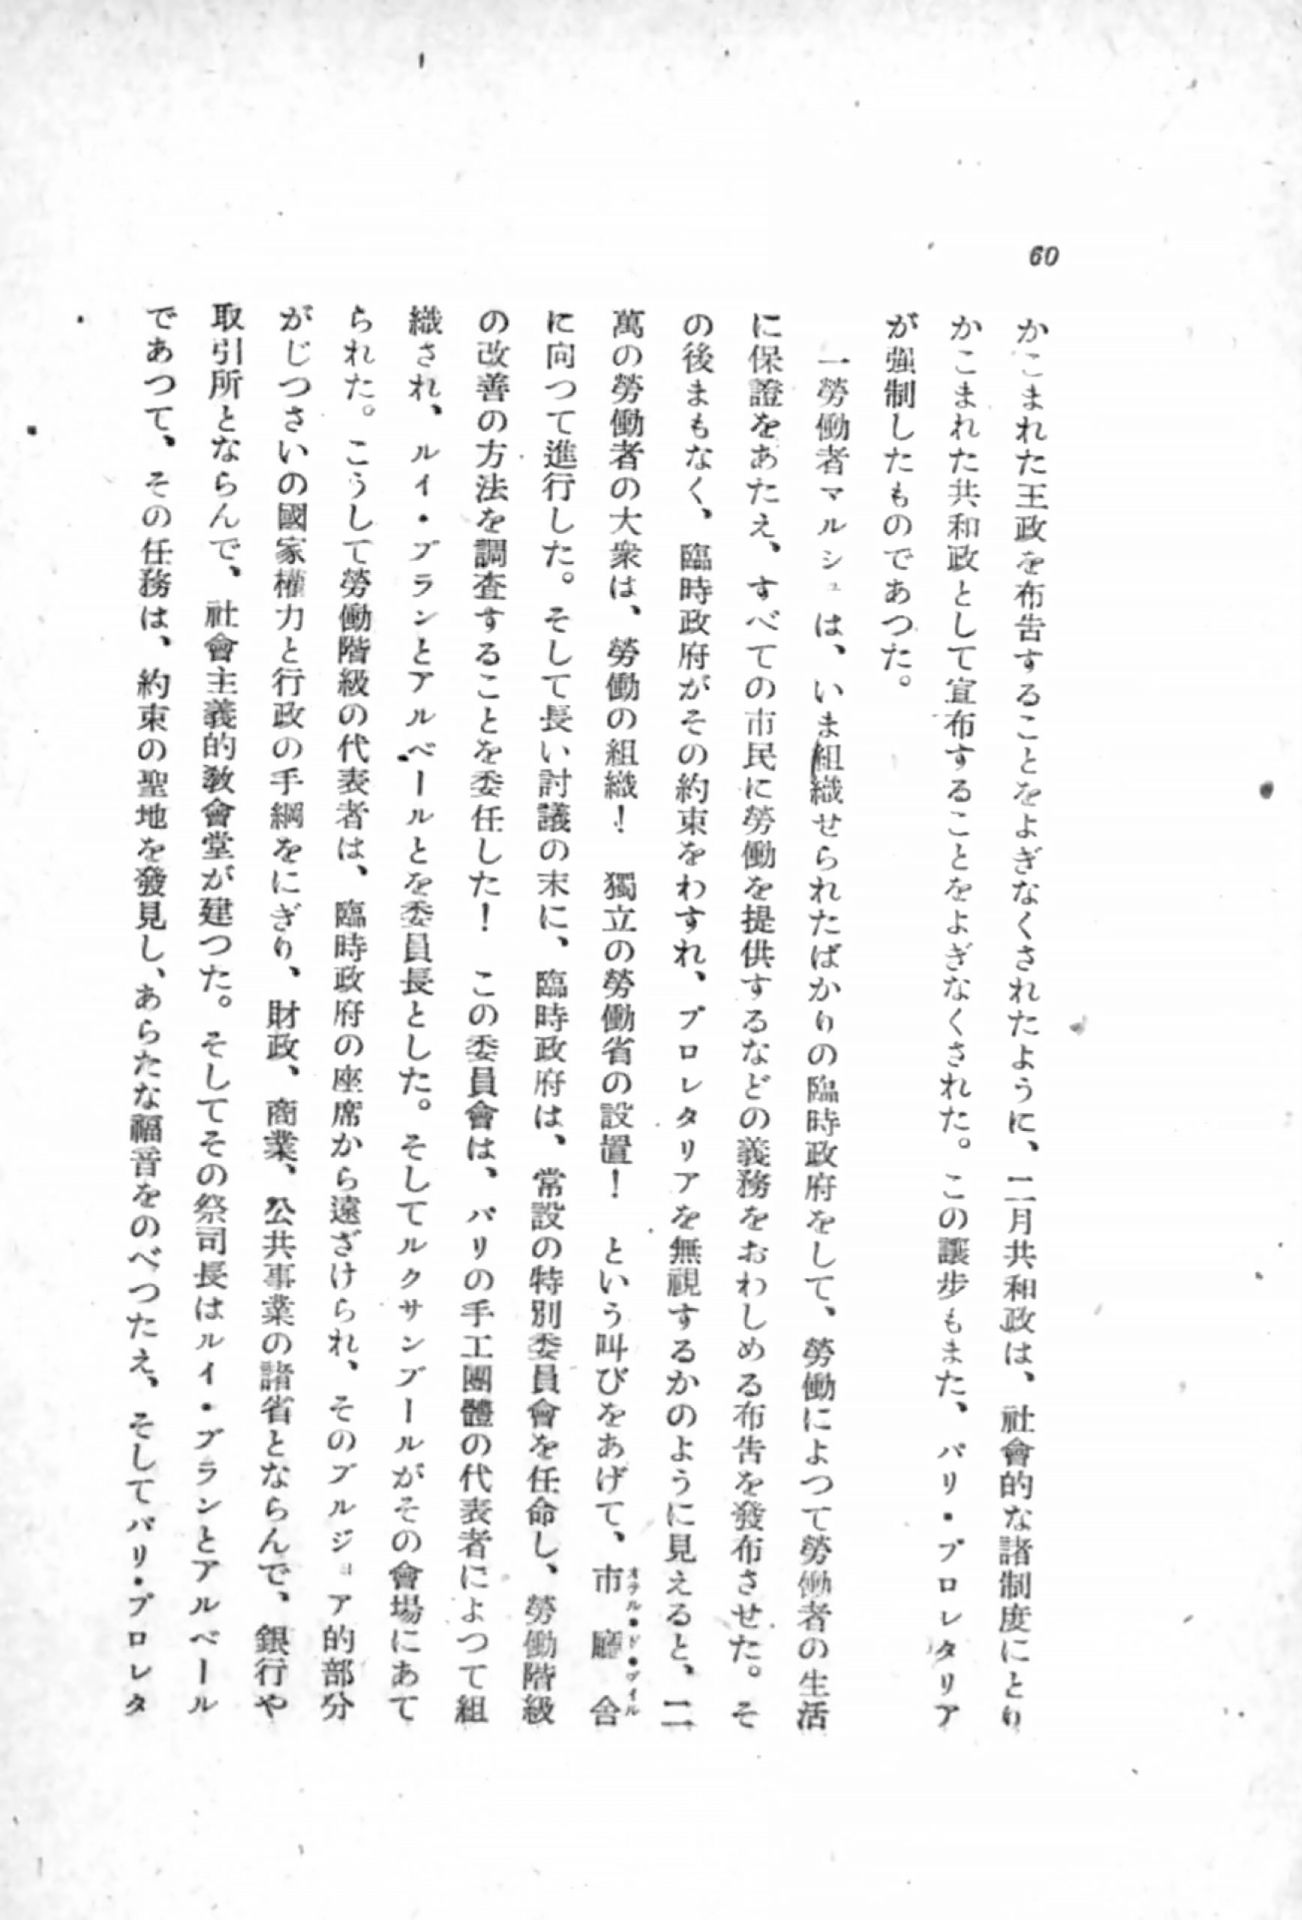 60
かこまれた王政を布告することをよぎなくされたように、二月共和政は、社會的な諸制度にとり
かこまれた共和政として宣布することをよぎなくされた。この讓歩もまた、パリ・プロレタリア
が强制したものであつた。
一勞働者マルシュは、いま組織せられたばかりの臨時政府をして、勞働によつて勞働者の生活
に保證をあたえ、すべての市民に勞働を提供するなどの義務をおわしめる布告を發布させた。そ
の後まもなく、臨時政府がその約束をわすれ、プロレタリアを無視するかのように見えると、二
萬の勞働者の大衆は、勞働の組織！　獨立の勞働省の設置！　という叫びをあげて、市廳舎
オテル・ド・ヴィル
に向つて進行した。そして長い討議の末に、臨時政府は、常設の特別委員會を任命し、勞働階級
の改善の方法を調査することを委任した！　この委員會は、パリの手工團體の代表者によつて組
織され、ルイ・ブランとアルベールとを委員長とした。そしてルクサンブールがその會場にあて
られた。こうして勞働階級の代表者は、臨時政府の座席から遠ざけられ、そのブルジョア的部分
がじつさいの國家權力と行政の手綱をにぎり、財政、商業、公共事業の諸省とならんで、銀行や
取引所とならんで、社會主義的敎會堂が建つた。そしてその祭司長はルイ・ブランとアルベール
であつて、その任務は、約束の聖地を發見し、あらたな福音をのべつたえ、そしてパリ・プロレタ